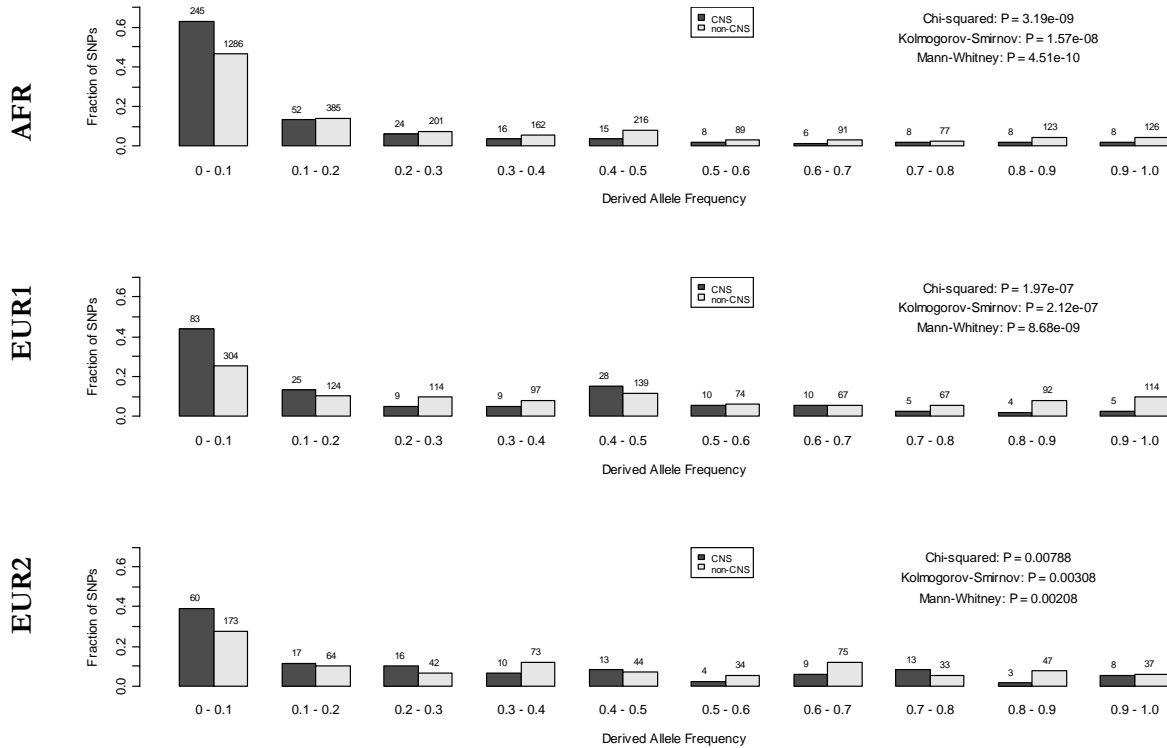 AFR
Fraction of SNPs
0.0 0.2 0.4 0.6
CNS
non-CNS
Chi-squared: P = 3.19e-09
Kolmogorov-Smirnov: P = 1.57e-08
Mann-Whitney: P = 4.51e-10
245 1286 52 385 24 201 16 162 15 216 8 89 6 91 8 77 8 123 8 126
0 - 0.1 0.1 - 0.2 0.2 - 0.3 0.3 - 0.4 0.4 - 0.5 0.5 - 0.6 0.6 - 0.7 0.7 - 0.8 0.8 - 0.9 0.9 - 1.0
Derived Allele Frequency
EUR1
Fraction of SNPs
0.0 0.2 0.4 0.6
CNS
non-CNS
Chi-squared: P = 1.97e-07
Kolmogorov-Smirnov: P = 2.12e-07
Mann-Whitney: P = 8.68e-09
83 304 25 124 9 114 9 97 28 139 10 74 10 67 5 67 4 92 5 114
0 - 0.1 0.1 - 0.2 0.2 - 0.3 0.3 - 0.4 0.4 - 0.5 0.5 - 0.6 0.6 - 0.7 0.7 - 0.8 0.8 - 0.9 0.9 - 1.0
Derived Allele Frequency
EUR2
Fraction of SNPs
0.0 0.2 0.4 0.6
CNS
non-CNS
Chi-squared: P = 0.00788
Kolmogorov-Smirnov: P = 0.00308
Mann-Whitney: P = 0.00208
60 173 17 64 16 42 10 73 13 44 4 34 9 75 13 33 3 47 8 37
0 - 0.1 0.1 - 0.2 0.2 - 0.3 0.3 - 0.4 0.4 - 0.5 0.5 - 0.6 0.6 - 0.7 0.7 - 0.8 0.8 - 0.9 0.9 - 1.0
Derived Allele Frequency